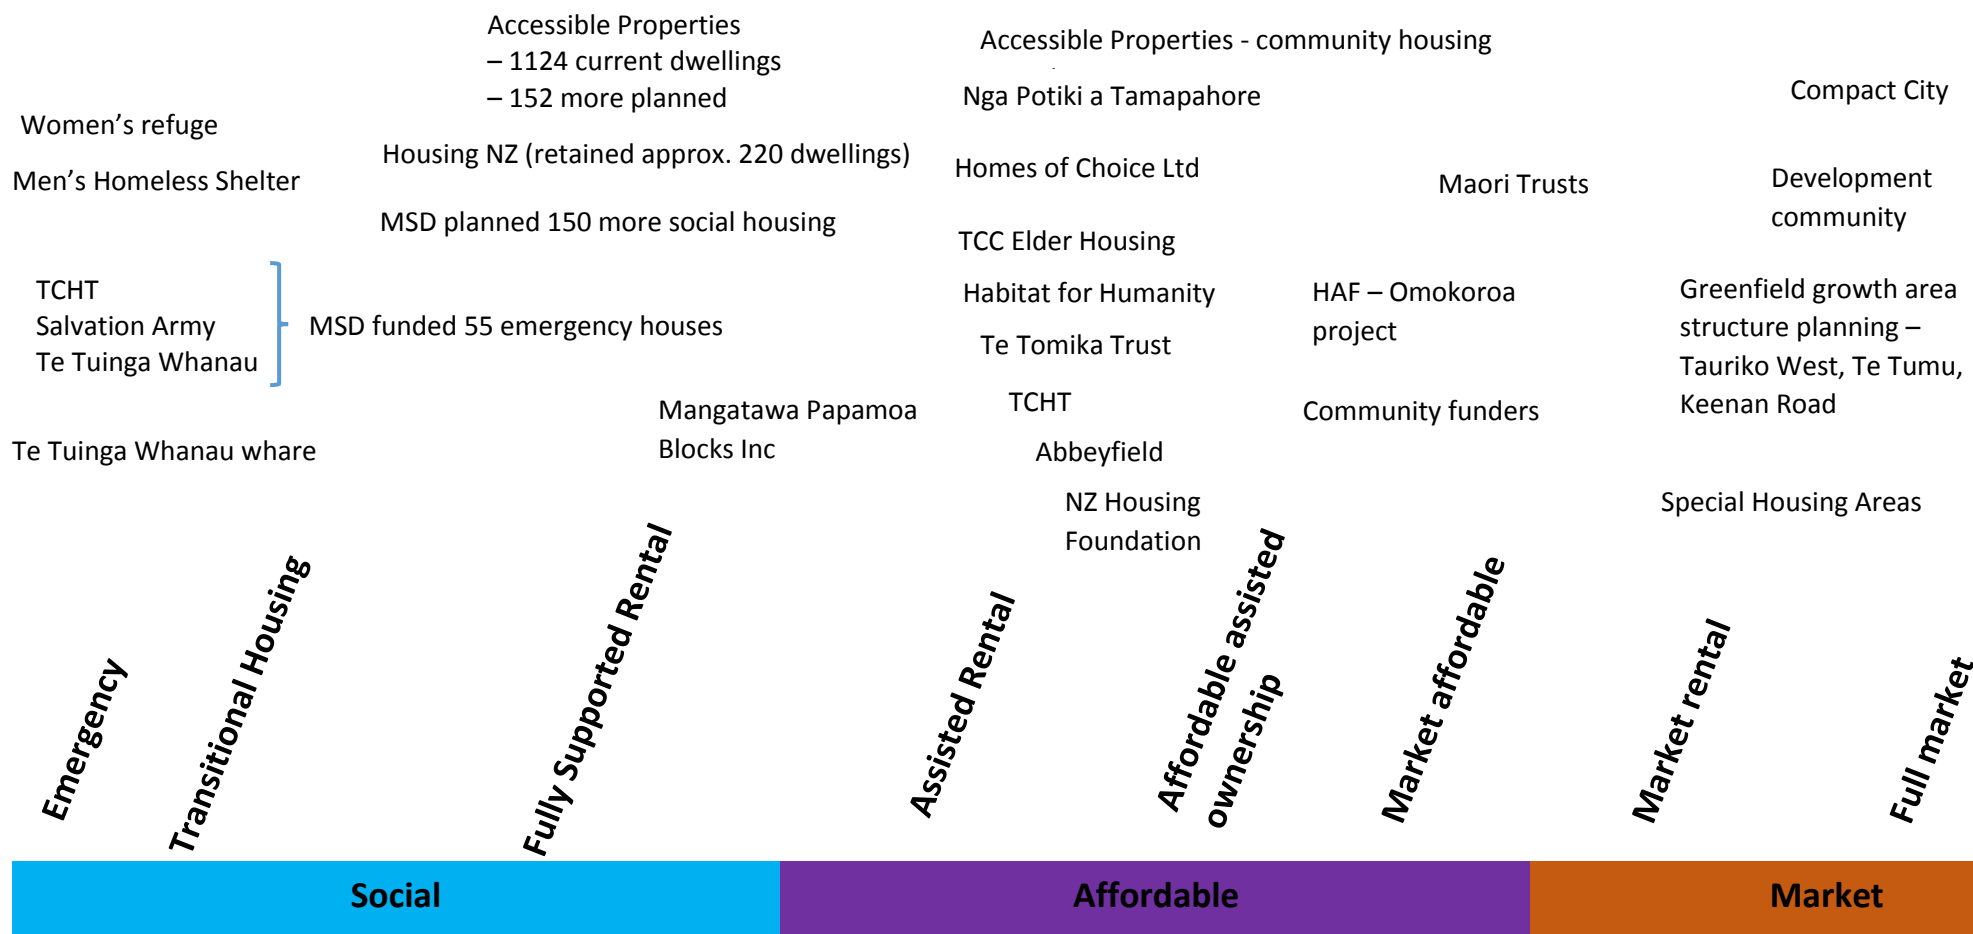 Accessible Properties
– 1124 current dwellings
– 152 more planned
Accessible Properties - community housing
Nga Potiki a Tamapahore
Compact City
Women’s refuge
Housing NZ (retained approx. 220 dwellings)
Homes of Choice Ltd
Men’s Homeless Shelter
Maori Trusts
Development
community
MSD planned 150 more social housing
TCC Elder Housing
TCHT
Salvation Army
Te Tuinga Whanau
MSD funded 55 emergency houses
Habitat for Humanity
HAF – Omokoroa
project
Greenfield growth area
structure planning –
Tauriko West, Te Tumu,
Keenan Road
Te Tomika Trust
TCHT
Mangatawa Papamoa
Blocks Inc
Community funders
Te Tuinga Whanau whare
Abbeyfield
NZ Housing
Foundation
Special Housing Areas
Emergency
Transitional Housing
Fully Supported Rental
Assisted Rental
Affordable assisted
ownership
Market affordable
Market rental
Full market
Social
Affordable
Market